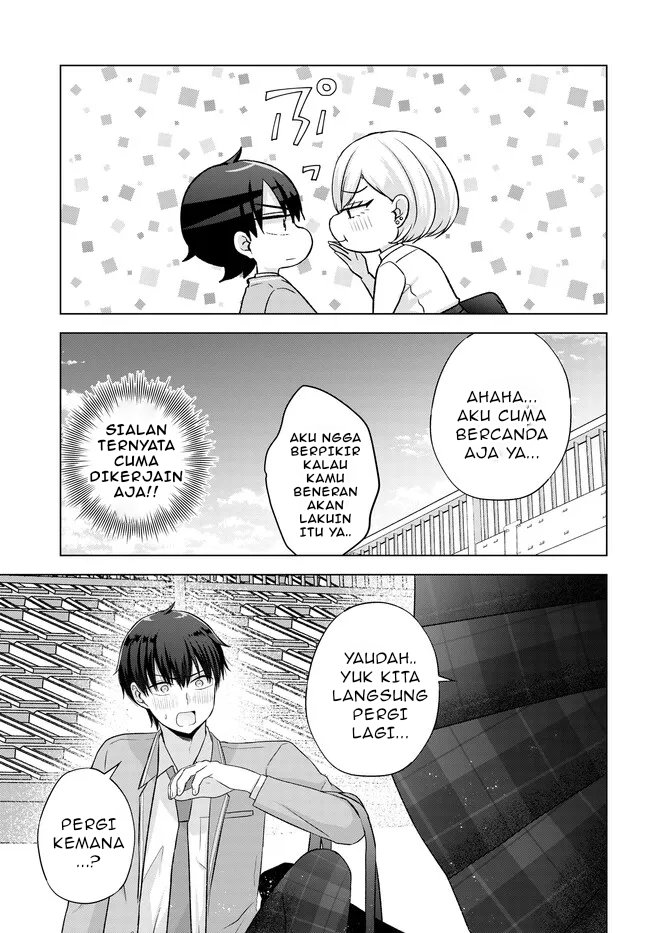 ぷ
AHAHA...
AKU CUMA
BERCANDA
AJA YA...
AKU NGGA
BERPIKIR
KALAU
KAMU
BENERAN
AKAN
LAKUIN
ITU YA..
SIALAN
TERNYATA
CUMA
DIKERJAIN
AJA!!
YAUDAH..
YUK KITA
LANGSUNG
PERGI
LAGI...
PERGI
KEMANA
...?